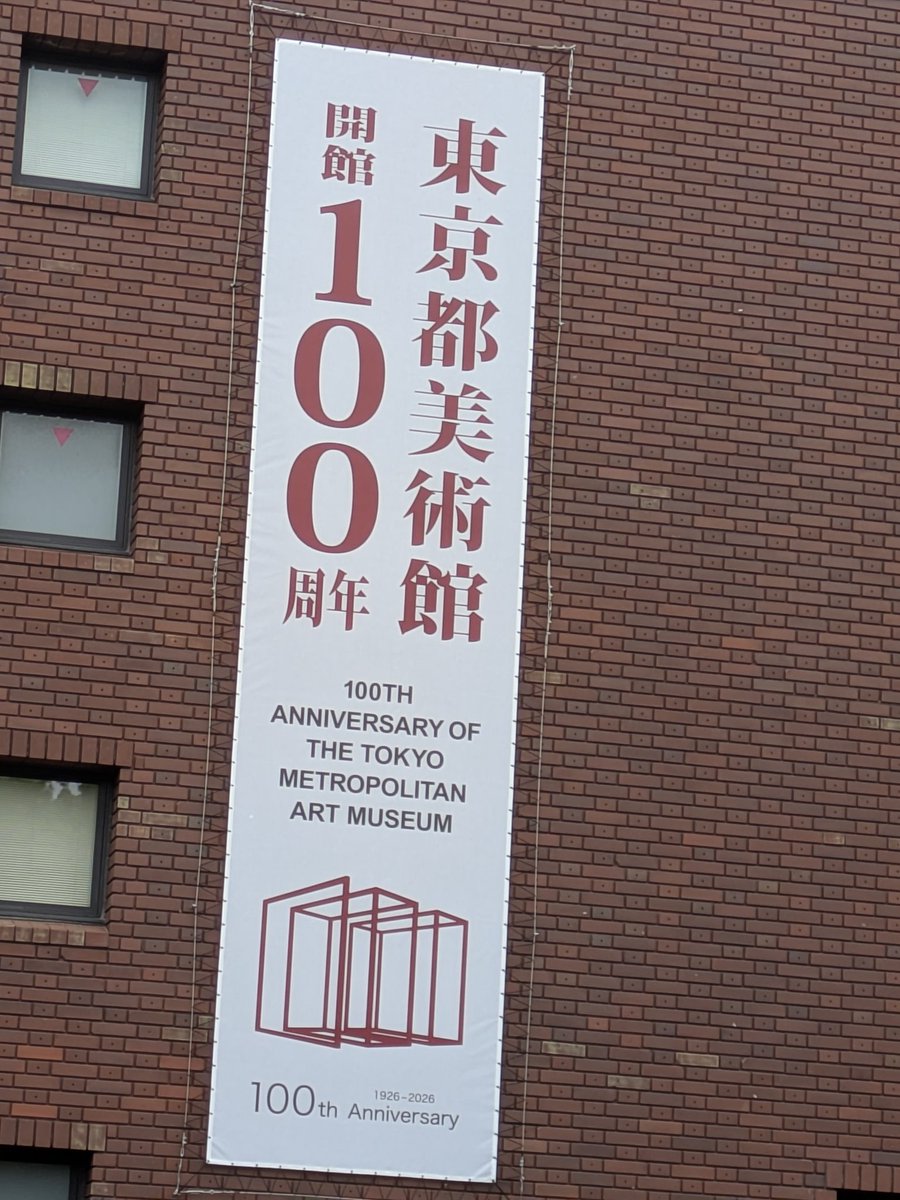 東京都美術館
開館100周年
100TH
ANNIVERSARY OF
THE TOKYO
METROPOLITAN
ART MUSEUM
1926-2026
100th Anniversary